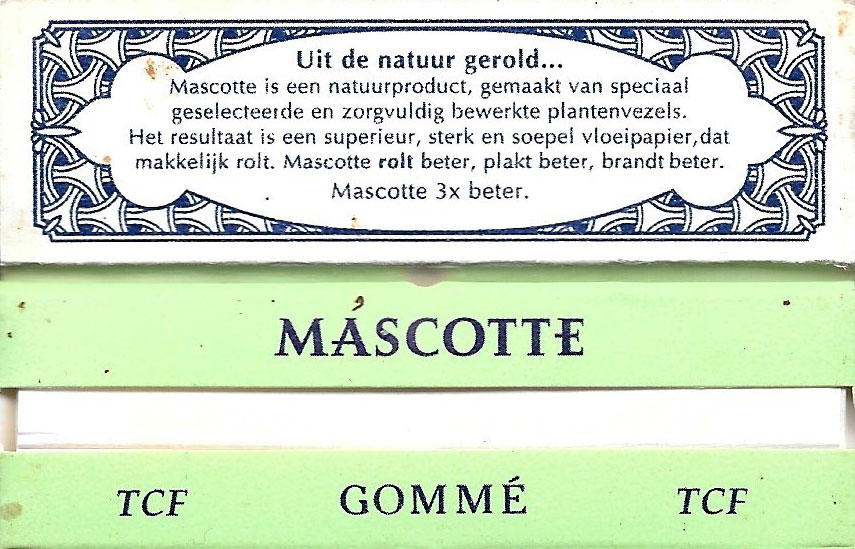 Uit de natuur gerold...
Mascotte is een natuurproduct, gemaakt van speciaal
geselecteerde en zorgvuldig bewerkte plantenvezels.
Het resultaat is een superieur, sterk en soepel vloeipapier,dat
makkelijk rolt. Mascotte rolt beter, plakt beter, brandt beter.
Mascotte 3x beter.
MASCOTTE
TCF GOMMÉ TCF